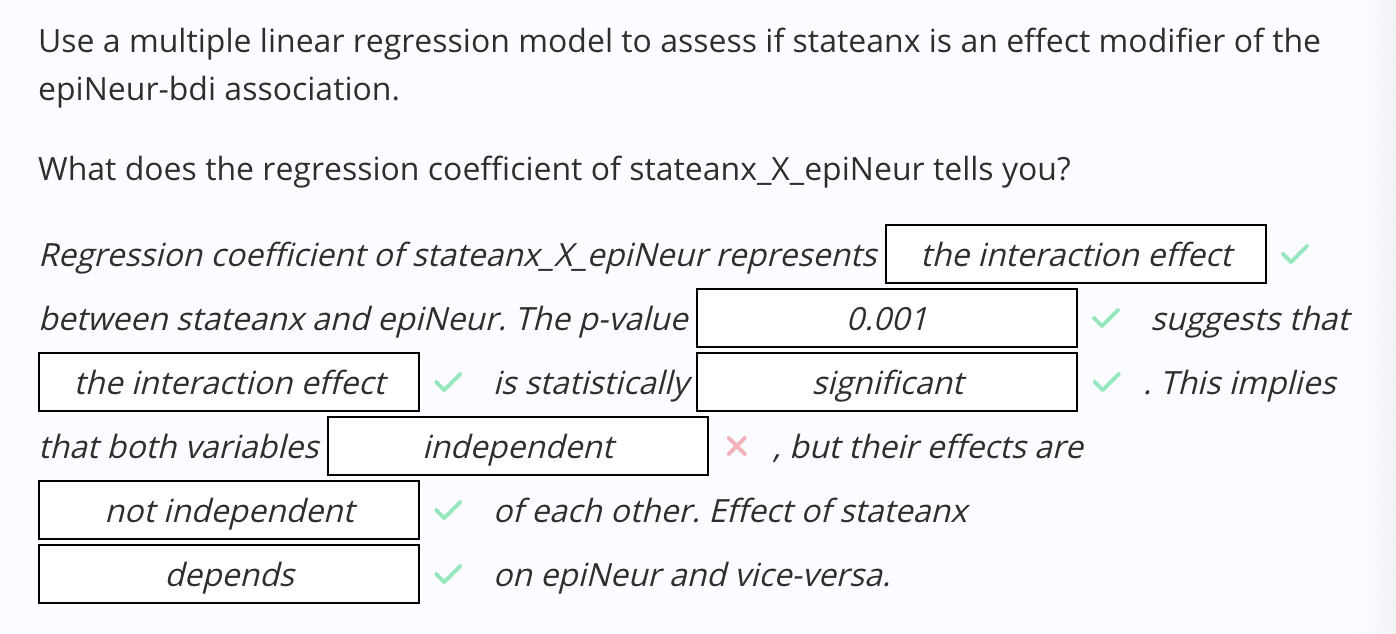 Use a multiple linear regression model to assess if stateanx is an effect modifier of the
epiNeur-bdi association.
What does the regression coefficient of stateanx_X_epiNeur tells you?
Regression coefficient of stateanx_X_epiNeur represents the interaction effect
between stateanx and epiNeur. The p-value 0.001 suggests that
the interaction effect is statistically significant . This implies
that both variables independent , but their effects are
not independent of each other. Effect of stateanx
depends on epiNeur and vice-versa.